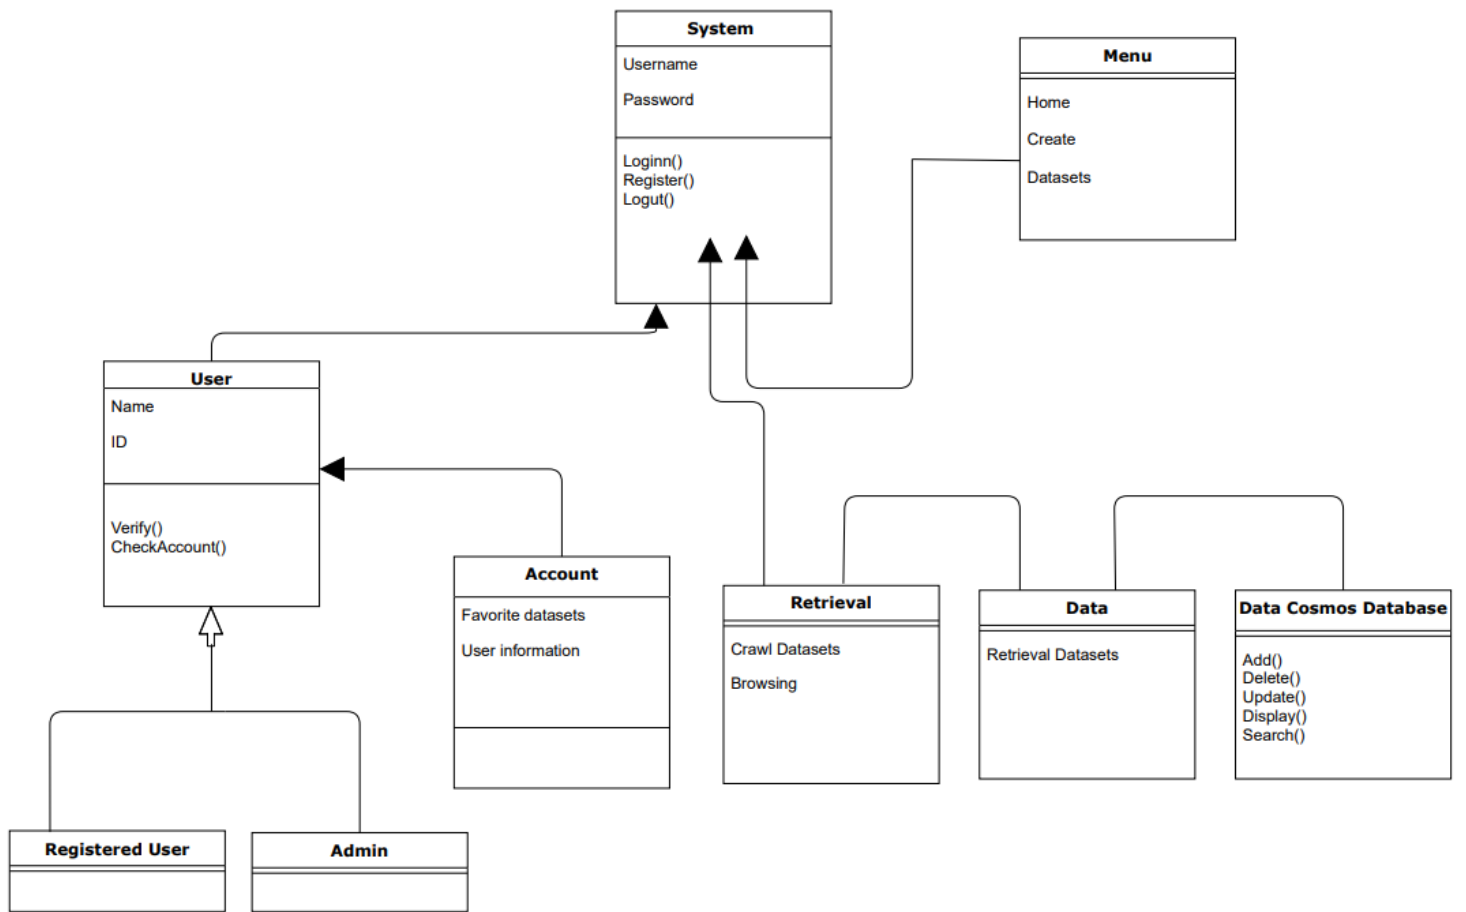 System
Username
Password
Loginn()
Register()
Logut()
Menu
Home
Create
Datasets
User
Name
ID
Verify()
CheckAccount()
Account
Favorite datasets
User information
Retrieval
Crawl Datasets
Browsing
Data
Retrieval Datasets
Data Cosmos Database
Add()
Delete()
Update()
Display()
Search()
Registered User
Admin